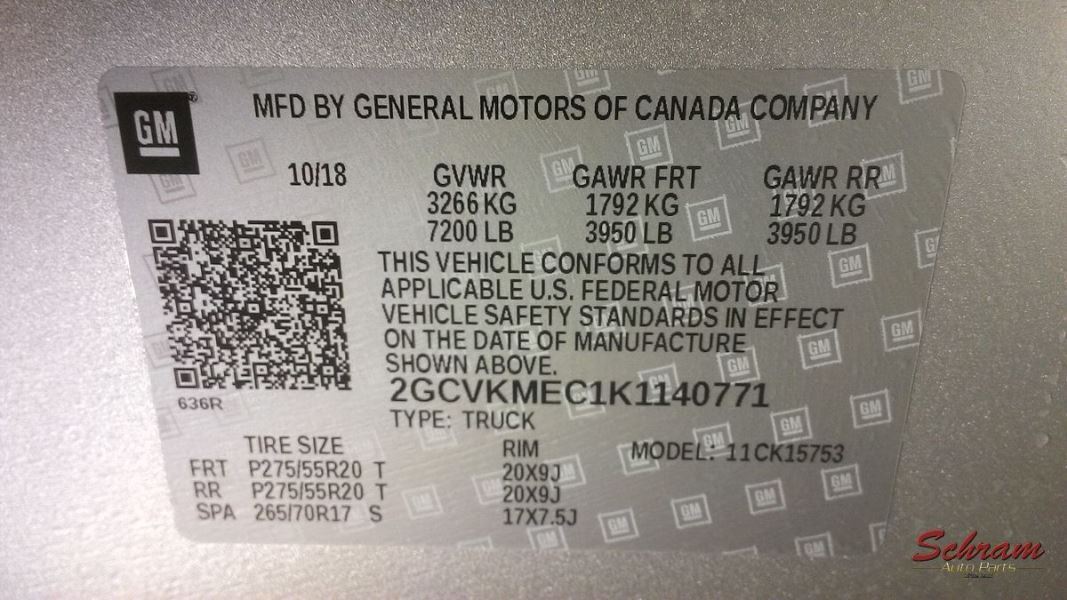 GM
MFD BY GENERAL MOTORS OF CANADA COMPANY
10/18 GVWR GAWR FRT GAWR RR
3266 KG 1792 KG 1792 KG
7200 LB 3950 LB 3950 LB
THIS VEHICLE CONFORMS TO ALL
APPLICABLE U.S. FEDERAL MOTOR
VEHICLE SAFETY STANDARDS IN EFFECT
ON THE DATE OF MANUFACTURE
SHOWN ABOVE.
2GCVKMEC1K1140771
636R
TYPE: TRUCK
TIRE SIZE RIM MODEL: 11CK15753
FRT P275/55R20 T 20X9J
RR P275/55R20 T 20X9J
SPA 265/70R17 S 17X7.5J
Schram
Auto Parts